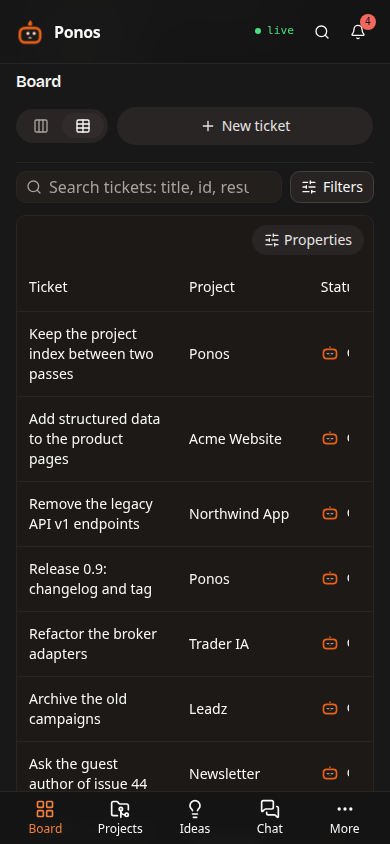 Ponos
live
4
Board
New ticket
Search tickets: title, id,
Filters
Properties
Ticket Project
Keep the project
index between two
passes
Ponos
Add structured data
to the product
pages
Acme Website
Remove the legacy
API v1 endpoints
Northwind App
Release 0.9:
changelog and tag
Ponos
Refactor the broker
adapters
Trader IA
Archive the old
campaigns
Leadz
Ask the guest
author of issue 44
Newsletter
Board Projects Ideas Chat More